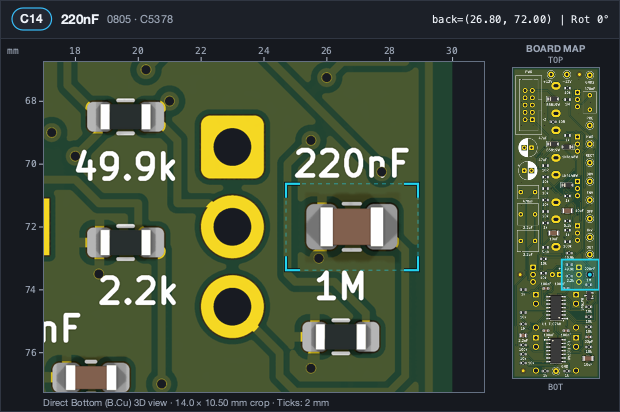 C14 220nF 0805 · C5378 back=(26.80, 72.00) | Rot 0°
mm 18 20 22 24 26 28 30
BOARD MAP
TOP
68
70
72
74
76
49.9k
220nF
2.2k
1M
nF
BOT
Direct Bottom (B.Cu) 3D view · 14.0 × 10.50 mm crop · Ticks: 2 mm